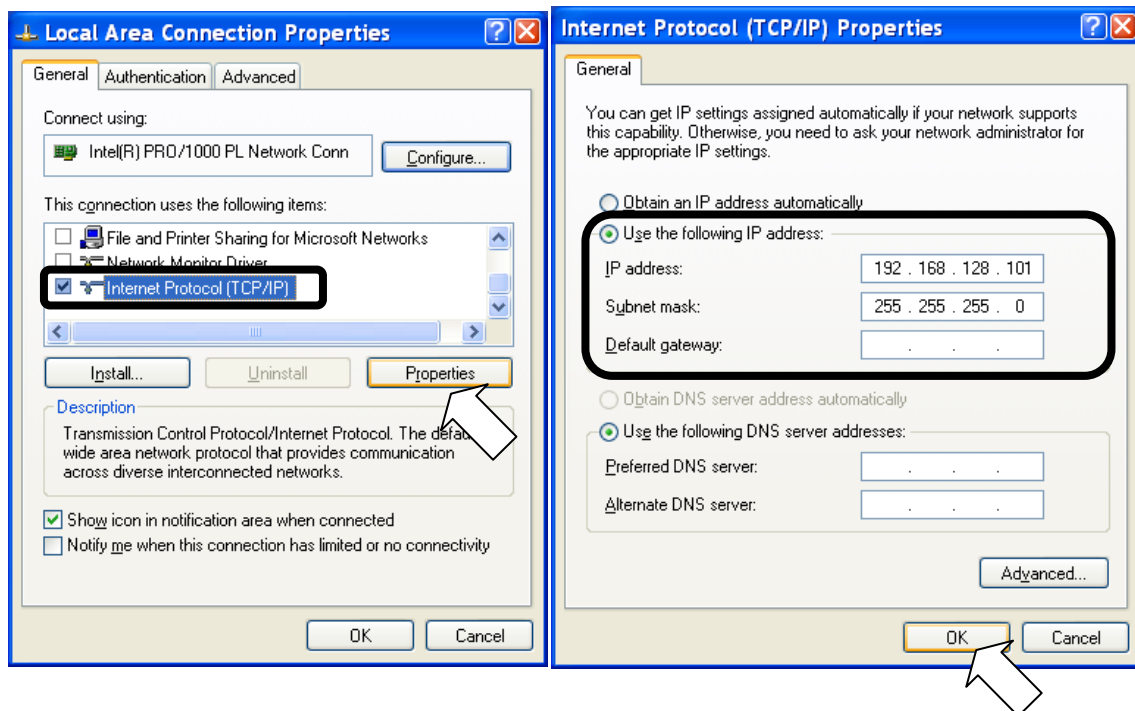 Local Area Connection Properties
General Authentication Advanced
Connect using:
Intel(R) PRO/1000 PL Network Conn
Configure...
This connection uses the following items:
File and Printer Sharing for Microsoft Networks
Network Monitor Driver
Internet Protocol (TCP/IP)
Install... Uninstall Properties
Description
Transmission Control Protocol/Internet Protocol. The
wide area network protocol that provides communication
across diverse interconnected networks.
Show icon in notification area when connected
Notify me when this connection has limited or no connectivity
OK Cancel
Internet Protocol (TCP/IP) Properties
General
You can get IP settings assigned automatically if your network supports
this capability. Otherwise, you need to ask your network administrator for
the appropriate IP settings.
Obtain an IP address automatically
Use the following IP address:
IP address: 192 . 168 . 128 . 101
Subnet mask: 255 . 255 . 255 . 0
Default gateway: . . .
Obtain DNS server address automatically
Use the following DNS server addresses:
Preferred DNS server: . . .
Alternate DNS server: . . .
Advanced...
OK Cancel